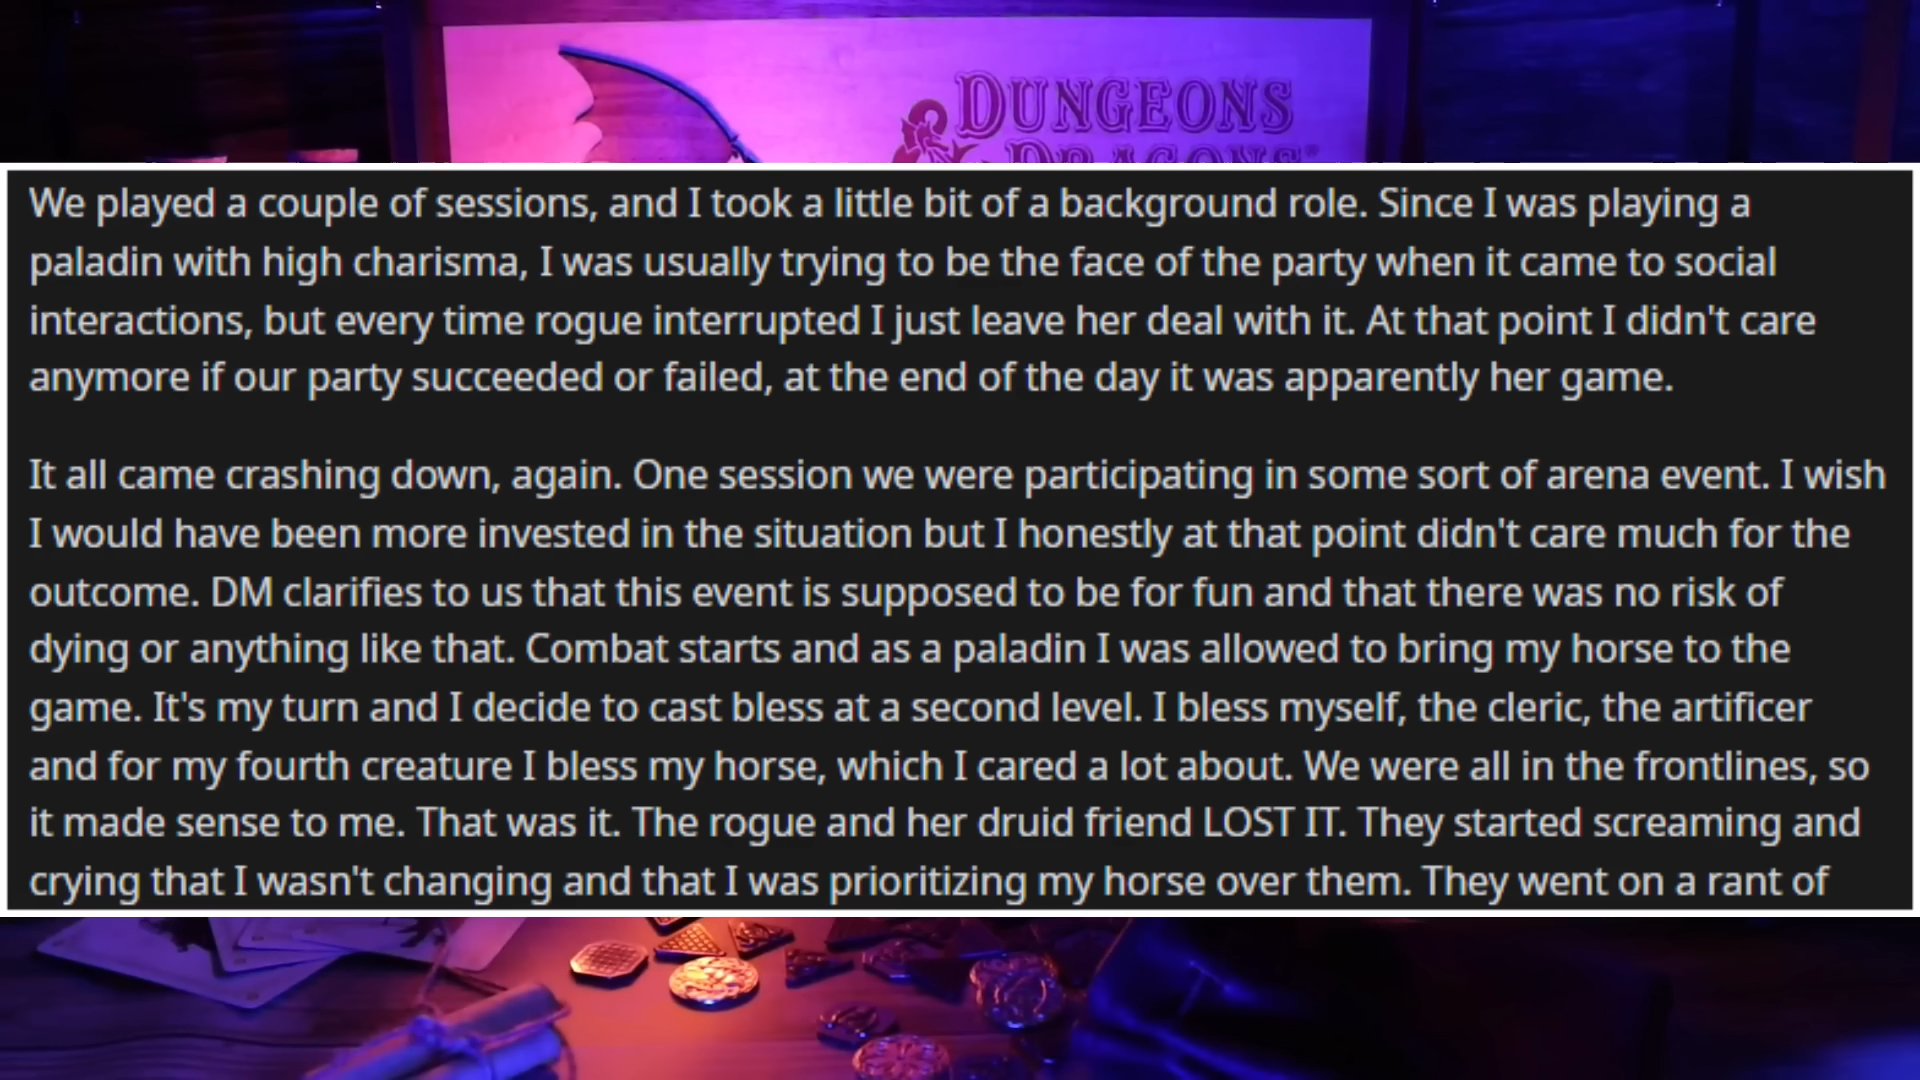 DUNGEONS
DRAGONS
We played a couple of sessions, and I took a little bit of a background role. Since I was playing a
paladin with high charisma, I was usually trying to be the face of the party when it came to social
interactions, but every time rogue interrupted I just leave her deal with it. At that point I didn't care
anymore if our party succeeded or failed, at the end of the day it was apparently her game.
It all came crashing down, again. One session we were participating in some sort of arena event. I wish
I would have been more invested in the situation but I honestly at that point didn't care much for the
outcome. DM clarifies to us that this event is supposed to be for fun and that there was no risk of
dying or anything like that. Combat starts and as a paladin I was allowed to bring my horse to the
game. It's my turn and I decide to cast bless at a second level. I bless myself, the cleric, the artificer
and for my fourth creature I bless my horse, which I cared a lot about. We were all in the frontlines, so
it made sense to me. That was it. The rogue and her druid friend LOST IT. They started screaming and
crying that I wasn't changing and that I was prioritizing my horse over them. They went on a rant of